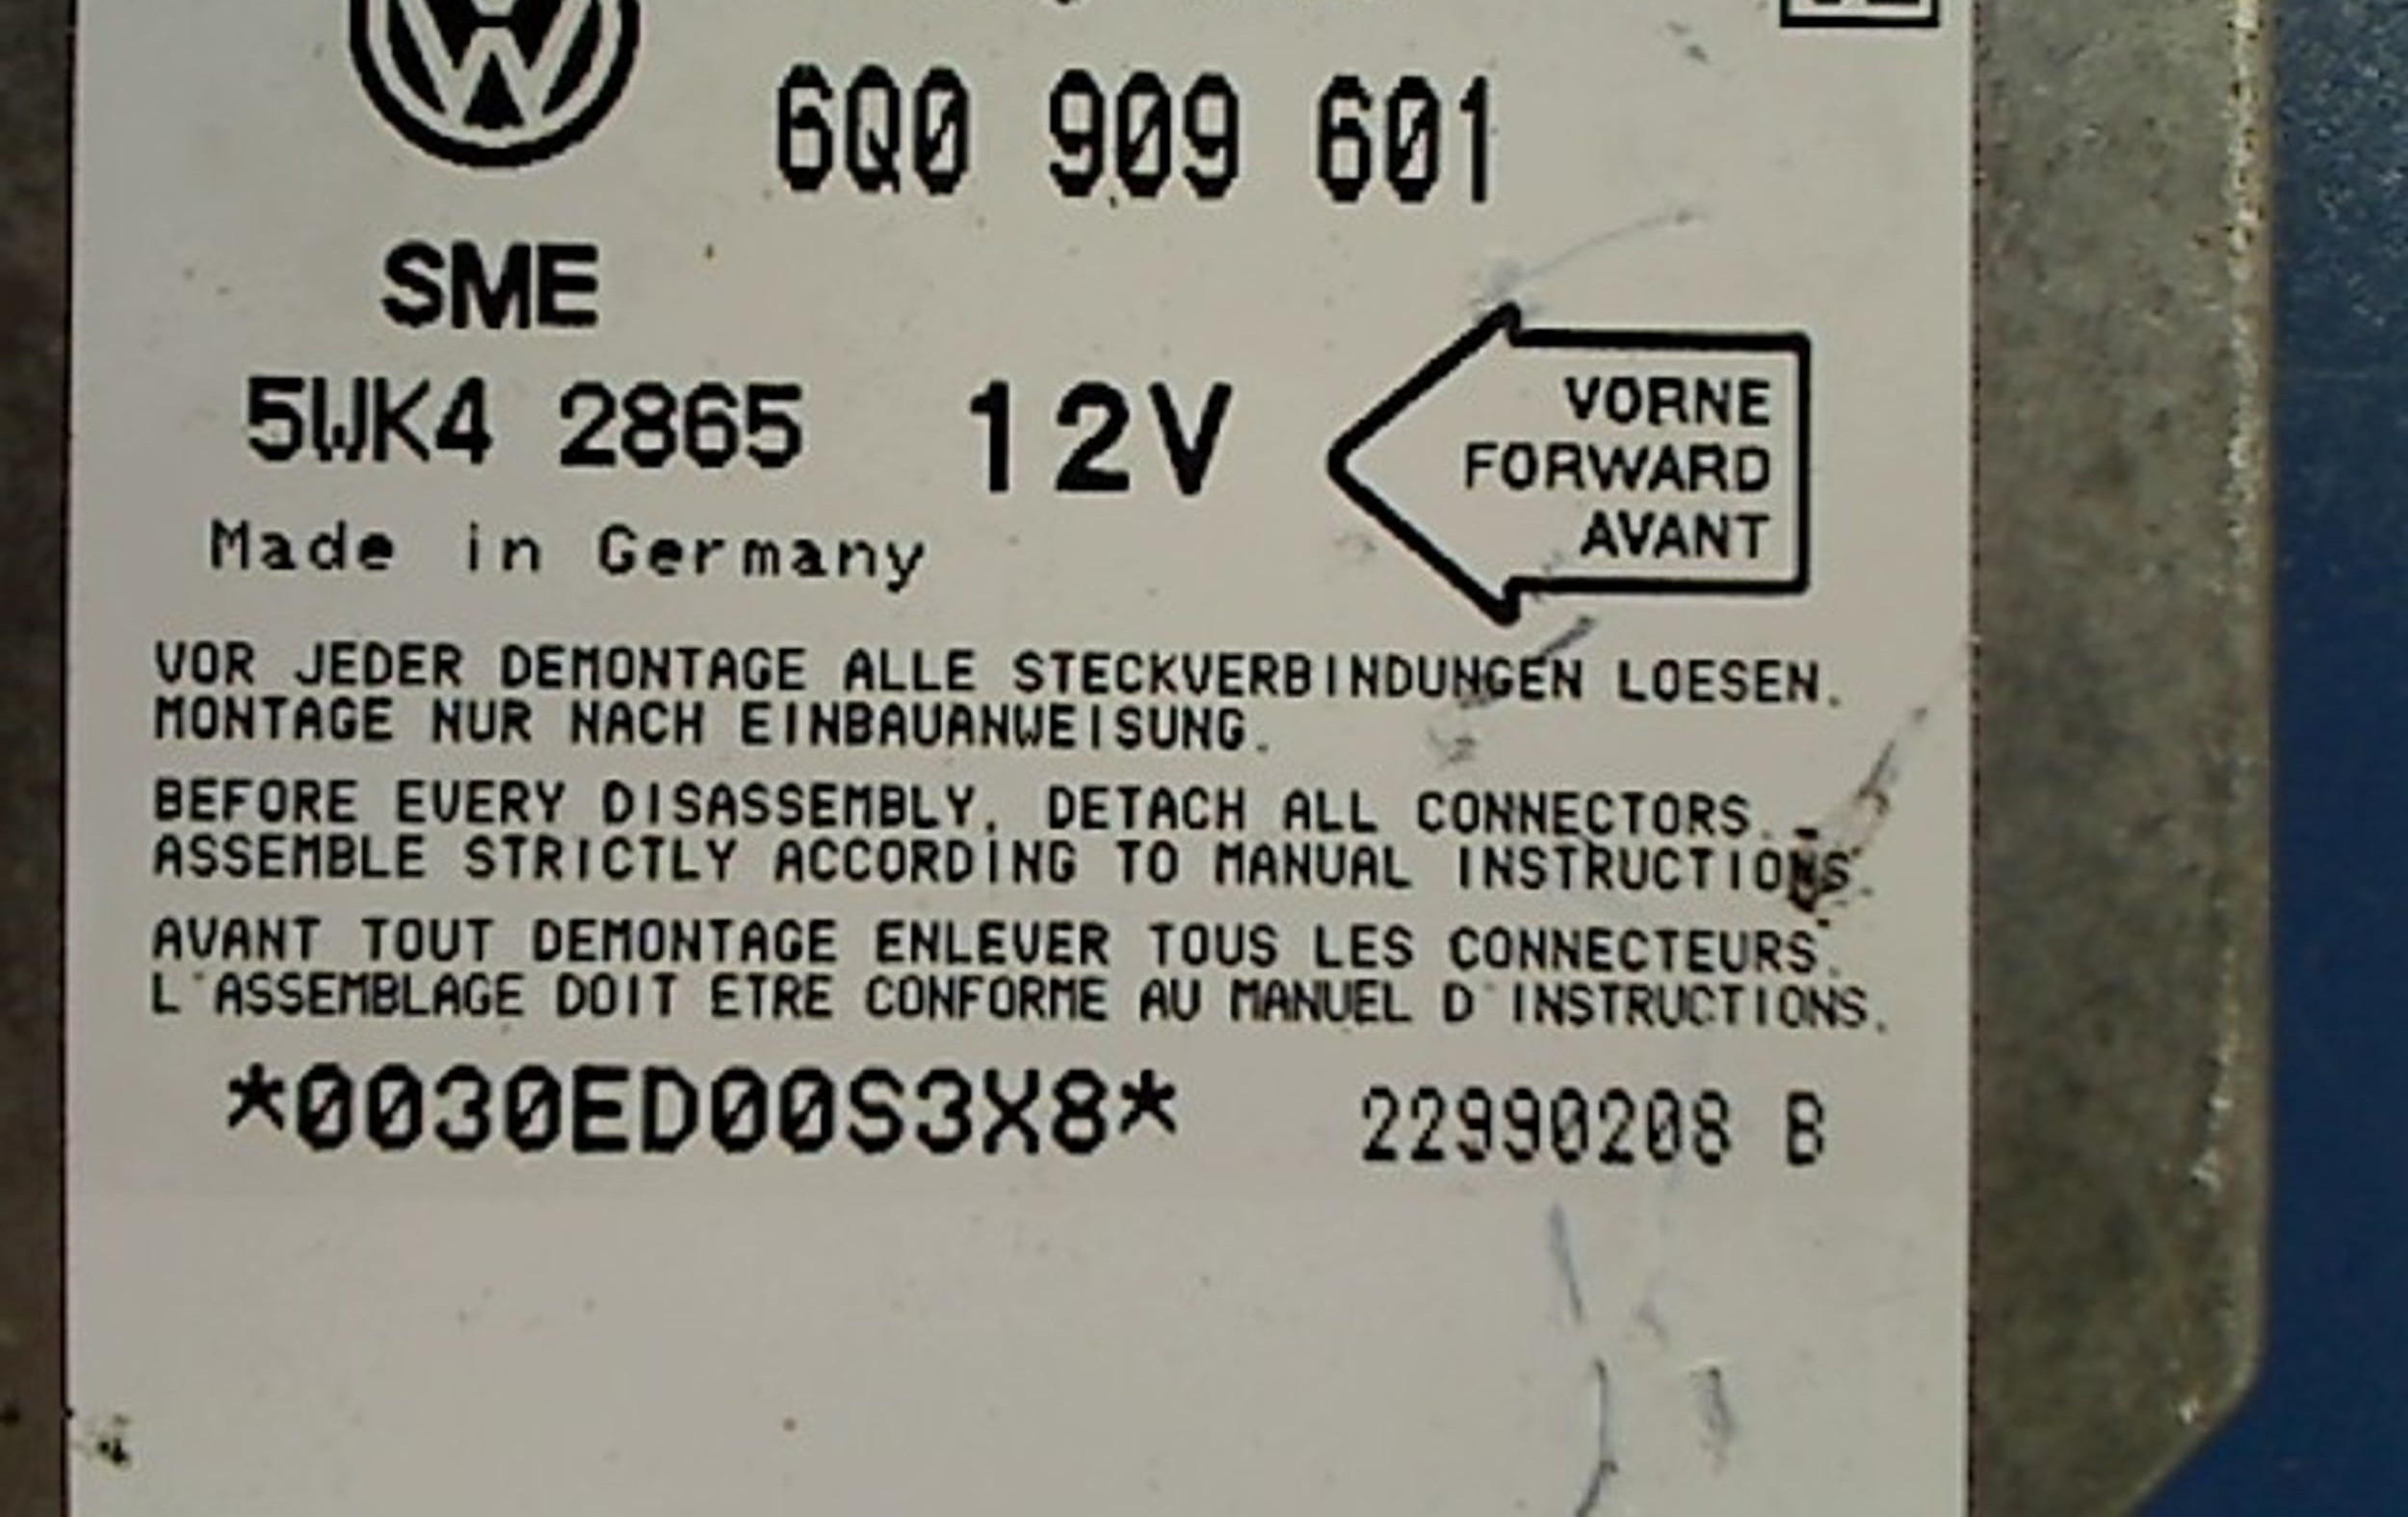 6Q0 909 601
SME
5WK4 2865 12V
VORNE
FORWARD
AVANT
Made in Germany
VOR JEDER DEMONTAGE ALLE STECKVERBINDUNGEN LOESEN.
MONTAGE NUR NACH EINBAUANWEISUNG.
BEFORE EVERY DISASSEMBLY, DETACH ALL CONNECTORS.
ASSEMBLE STRICTLY ACCORDING TO MANUAL INSTRUCTIONS.
AVANT TOUT DEMONTAGE ENLEVER TOUS LES CONNECTEURS.
L'ASSEMBLAGE DOIT ETRE CONFORME AU MANUEL D'INSTRUCTIONS.
*0030ED00S3X8* 22990208 B